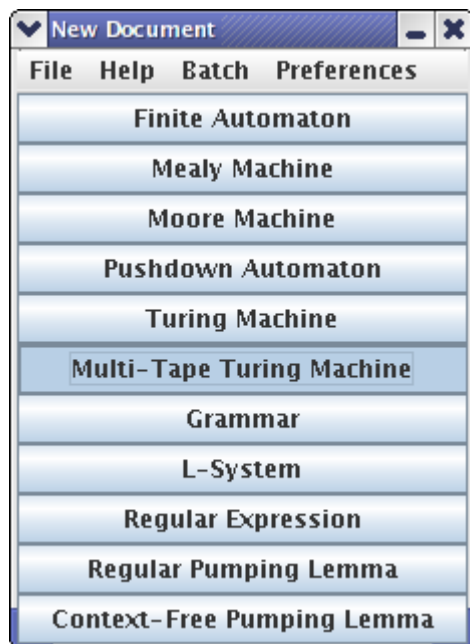 New Document
File Help Batch Preferences
Finite Automaton
Mealy Machine
Moore Machine
Pushdown Automaton
Turing Machine
Multi-Tape Turing Machine
Grammar
L-System
Regular Expression
Regular Pumping Lemma
Context-Free Pumping Lemma